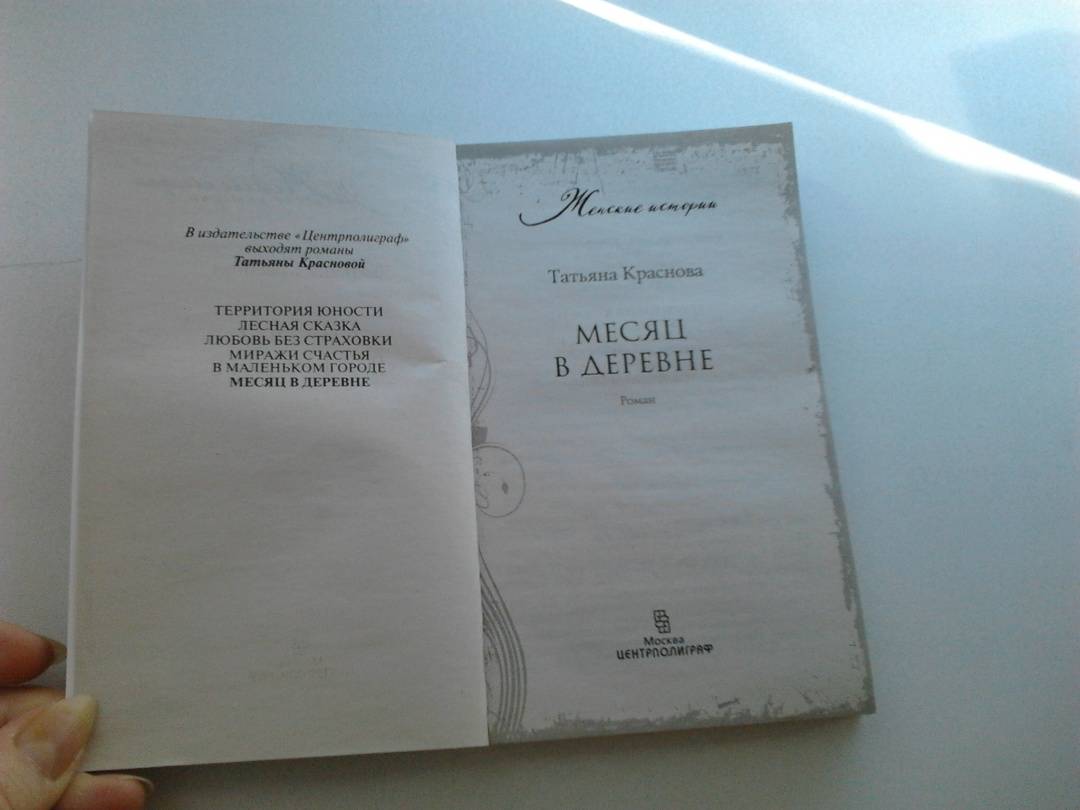 В издательстве «Центрполиграф»
выходят романы
Татьяны Красновой
ТЕРРИТОРИЯ ЮНОСТИ
ЛЕСНАЯ СКАЗКА
ЛЮБОВЬ БЕЗ СТРАХОВКИ
МИРАЖИ СЧАСТЬЯ
В МАЛЕНЬКОМ ГОРОДЕ
МЕСЯЦ В ДЕРЕВНЕ
Женские истории
Татьяна Краснова
МЕСЯЦ
В ДЕРЕВНЕ
Роман
Москва
ЦЕНТРПОЛИГРАФ